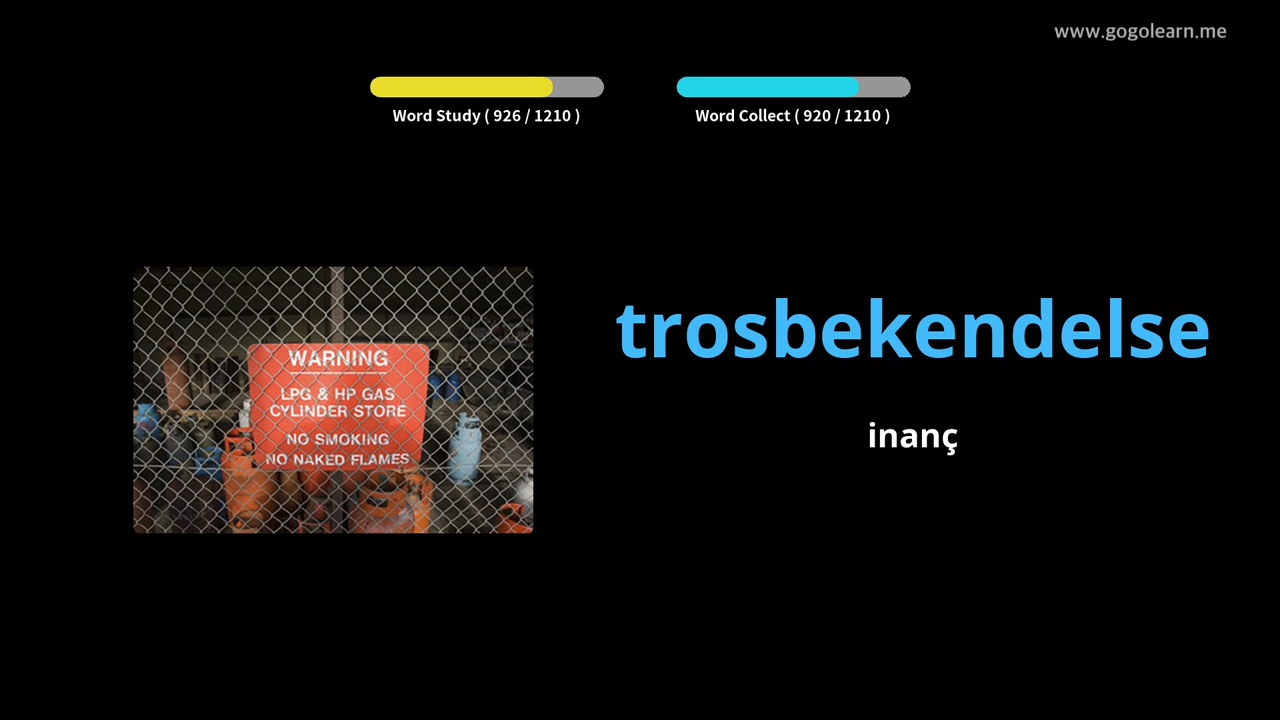 www.gogolearn.me
Word Study ( 926 / 1210 )
Word Collect ( 920 / 1210 )
WARNING
LPG & HP GAS
CYLINDER STORE
NO SMOKING
NO NAKED FLAMES
trosbekendelse
inanç